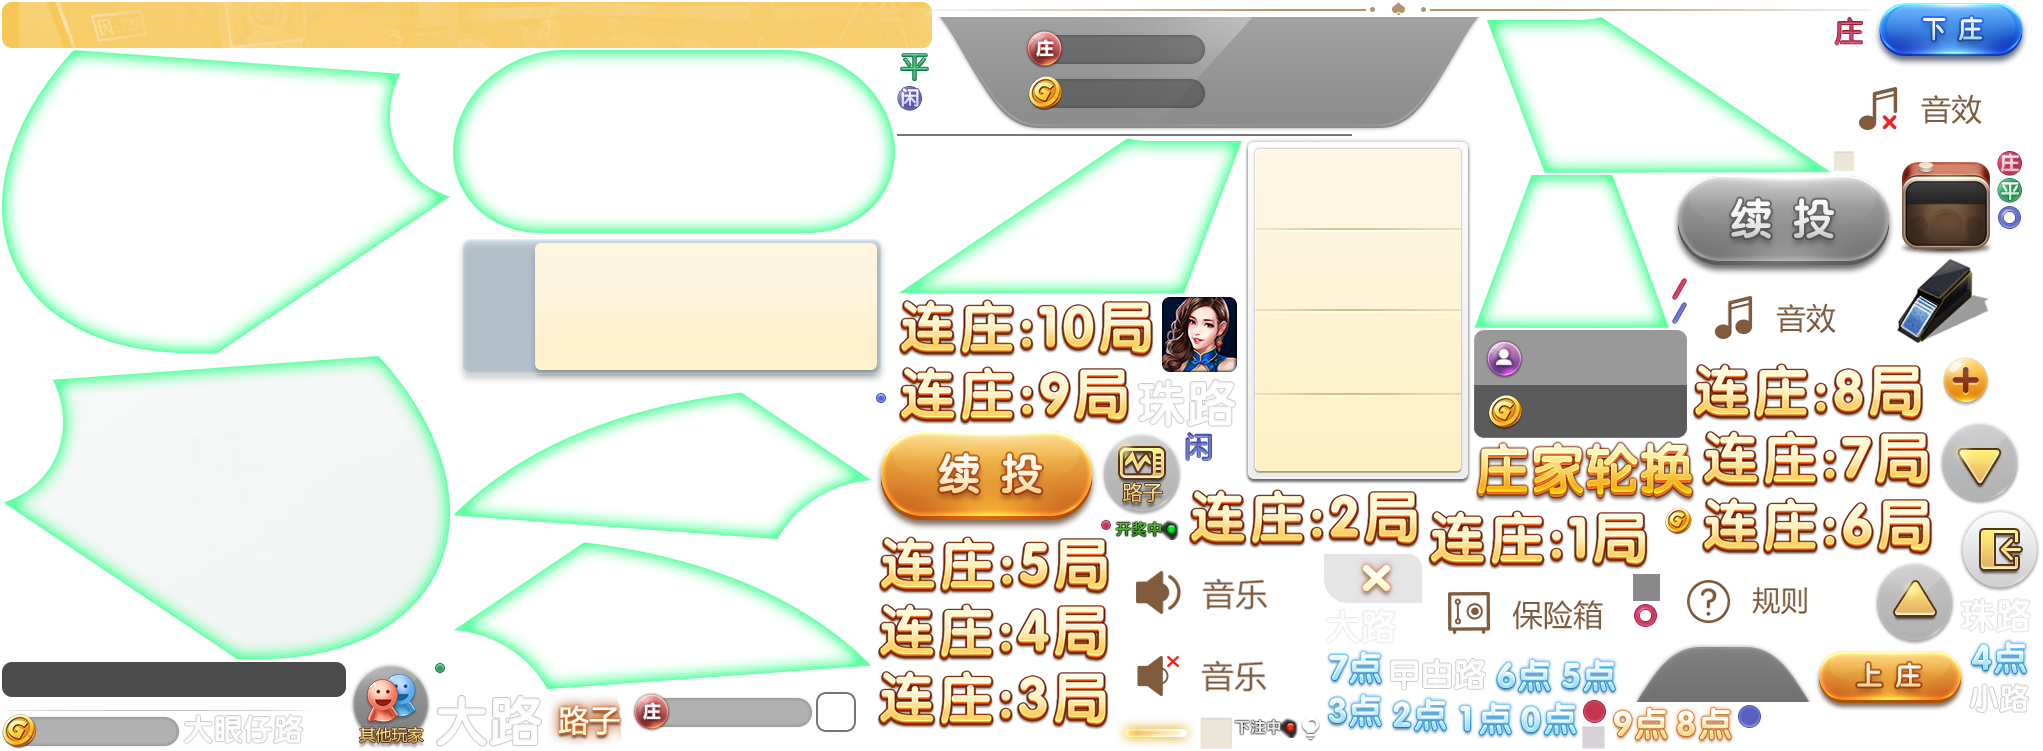 庄
下庄
平
闲
庄
音效
庄
平
续投
音效
连庄:10局
连庄:9局
珠路
连庄:8局
续投
路子
闲
庄家轮换
连庄:7局
开奖中
连庄:2局
连庄:1局
连庄:6局
连庄:5局
音乐
保险箱
规则
大路
珠路
连庄:4局
音乐
7点
曱甴路
6点
5点
上庄
4点
小路
连庄:3局
大眼仔路
其他玩家
大路
路子
庄
下注中
3点
2点
1点
0点
9点
8点